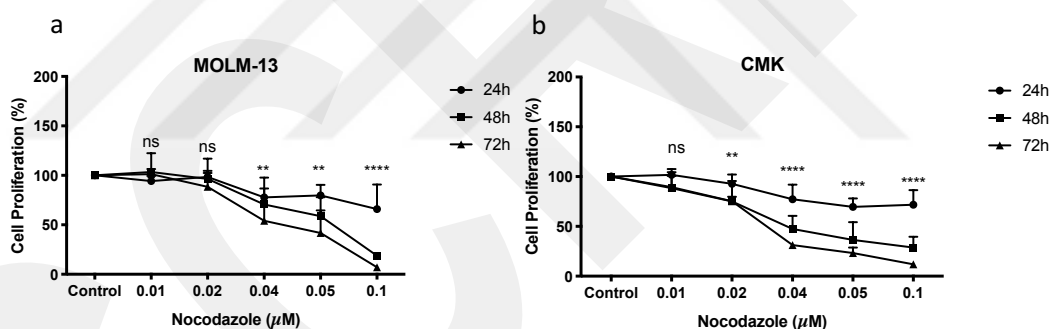 a
MOLM-13
200
150
100
50
0
Cell Proliferation (%)
ns
ns
**
**
****
24h
48h
72h
Control 0.01 0.02 0.04 0.05 0.1
Nocodazole (μM)
b
CMK
200
150
100
50
0
Cell Proliferation (%)
ns
**
****
****
****
24h
48h
72h
Control 0.01 0.02 0.04 0.05 0.1
Nocodazole (μM)